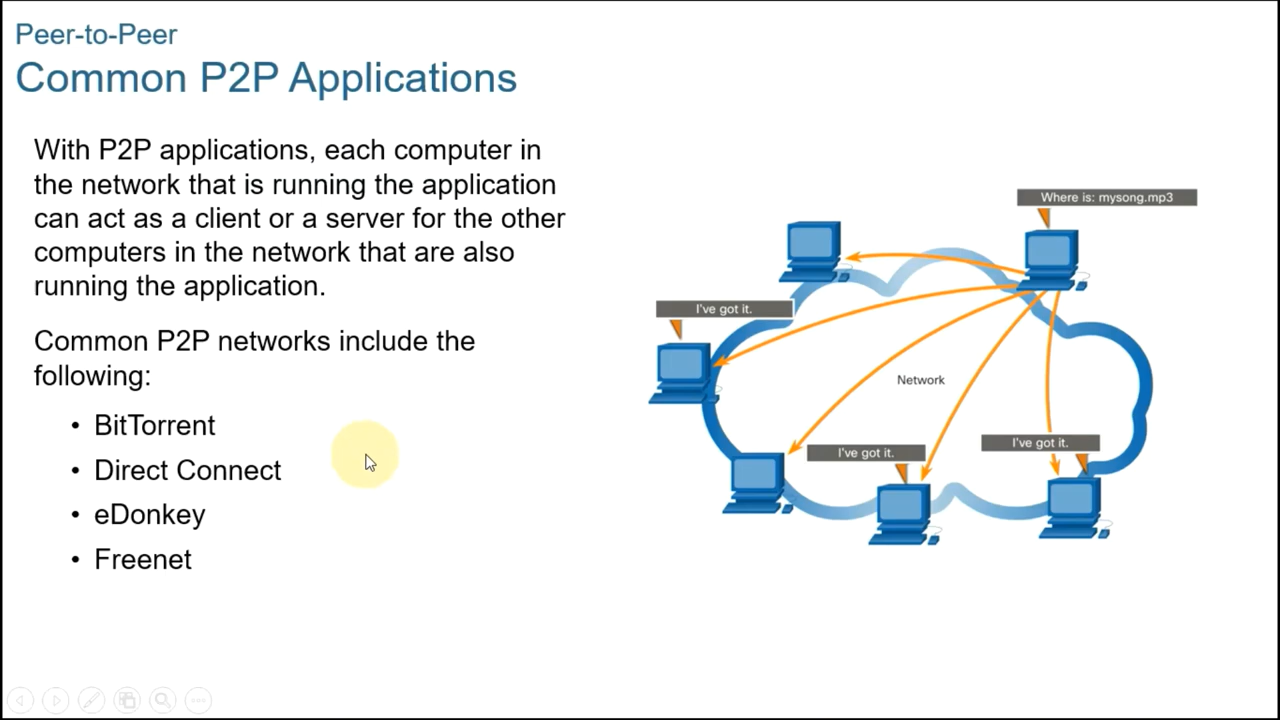 Peer-to-Peer
Common P2P Applications
With P2P applications, each computer in
the network that is running the application
can act as a client or a server for the other
computers in the network that are also
running the application.
Common P2P networks include the
following:
• BitTorrent
• Direct Connect
• eDonkey
• Freenet
Where is: mysong.mp3
I've got it.
Network
I've got it.
I've got it.